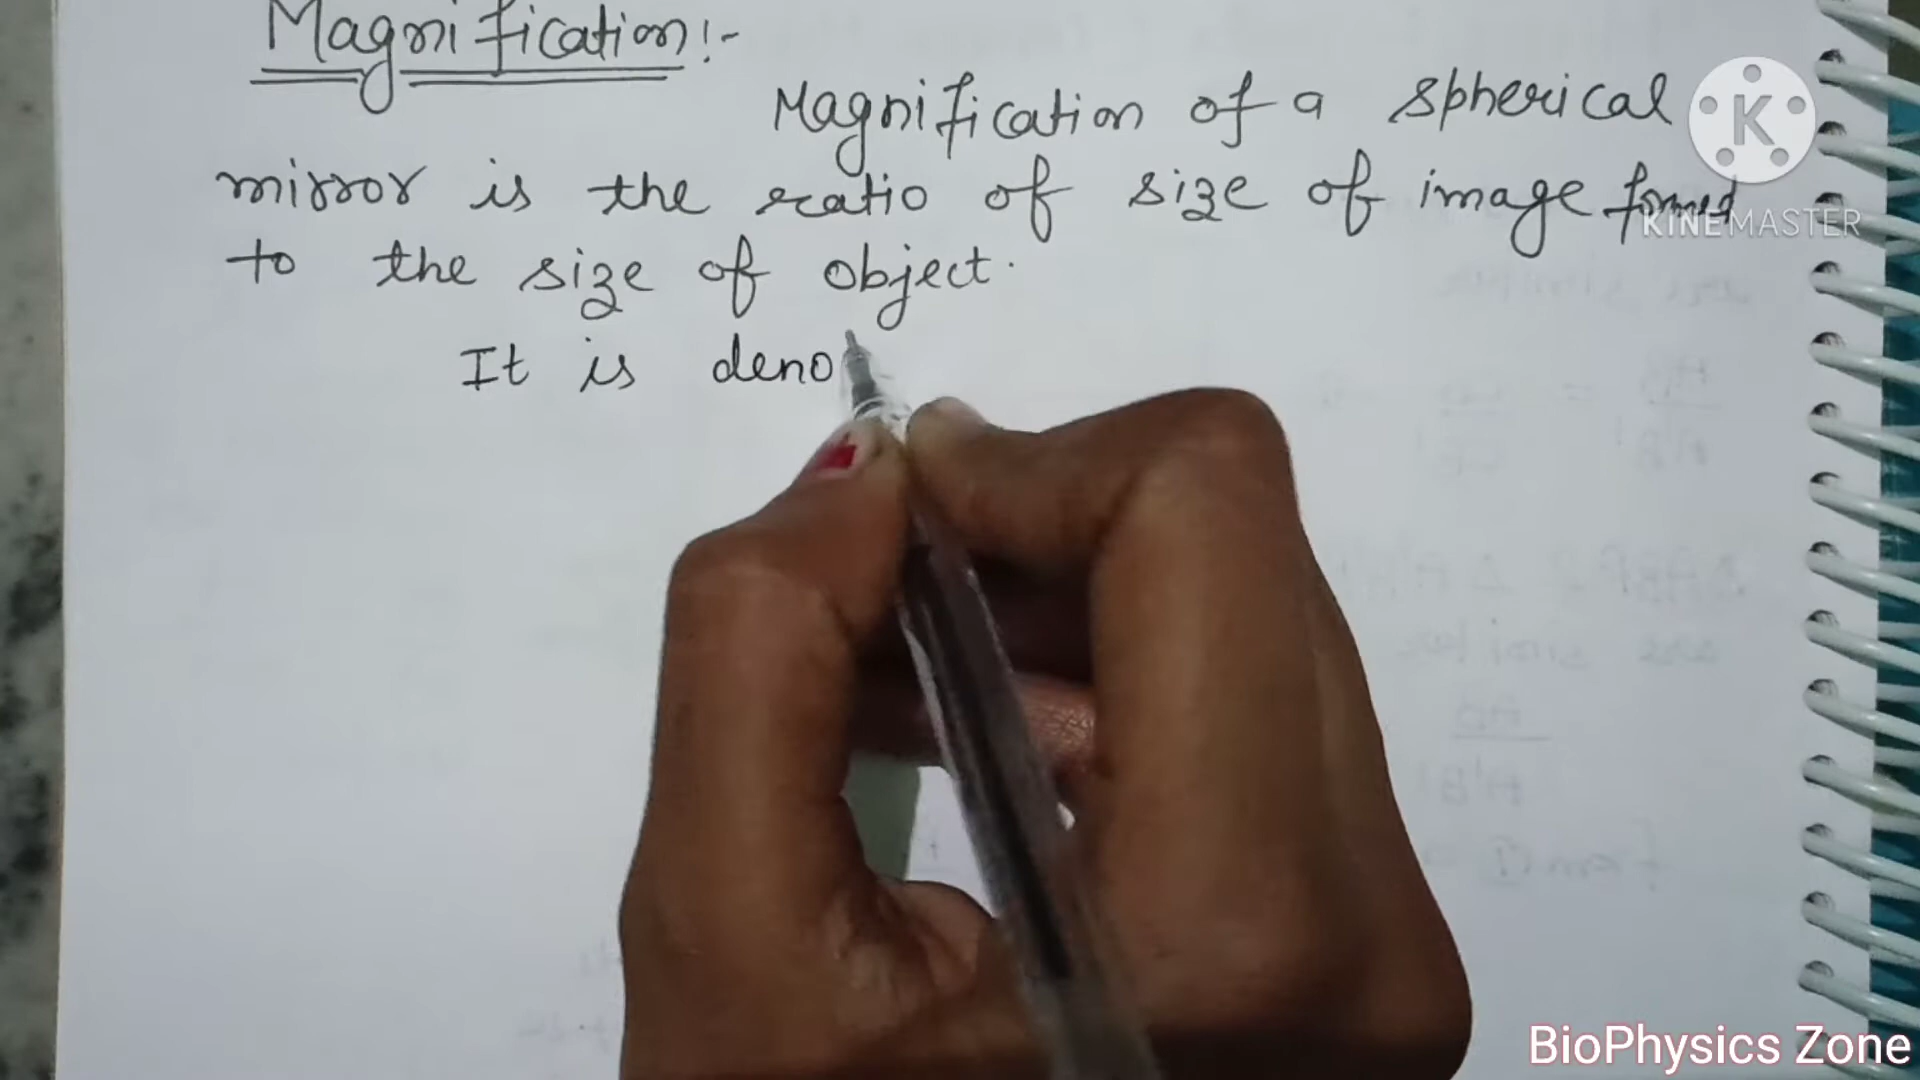 Magnification:-
Magnification of a spherical
mirror is the ratio of size of image formed
to the size of object.
It is deno
K
KINEMASTER
BioPhysics Zone